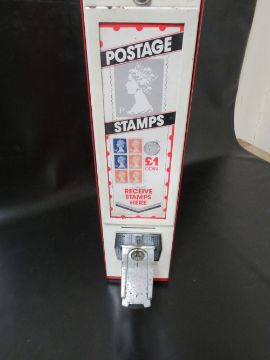 POSTAGE
STAMPS
£1
COIN
RECEIVE
STAMPS
HERE